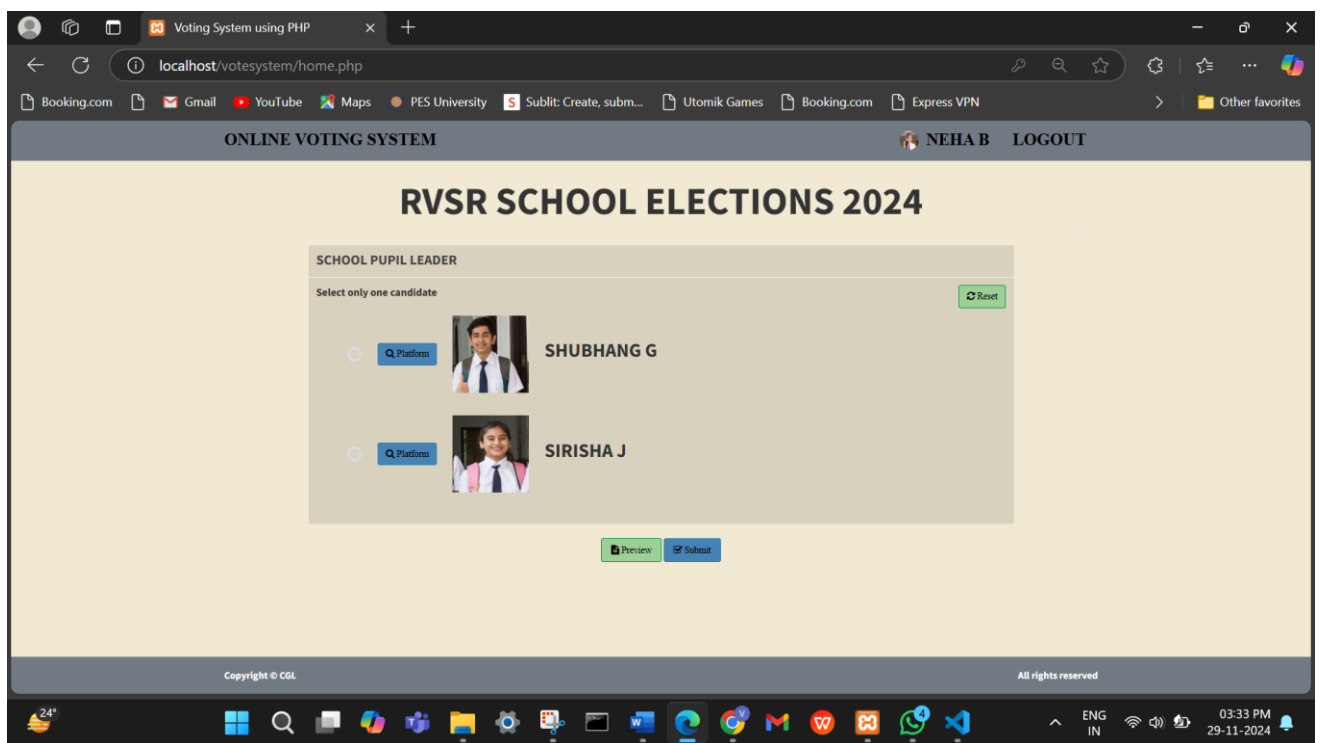 Voting System using PHP
localhost/votesystem/home.php
Booking.com Gmail YouTube Maps PES University Sublit: Create, subm... Utomik Games Booking.com Express VPN Other favorites
ONLINE VOTING SYSTEM NEHA B LOGOUT
RVSR SCHOOL ELECTIONS 2024
SCHOOL PUPIL LEADER
Select only one candidate Reset
Platform SHUBHANG G
Platform SIRISHA J
Preview Submit
Copyright © CGL All rights reserved
24° ENG 03:33 PM
4 IN 29-11-2024